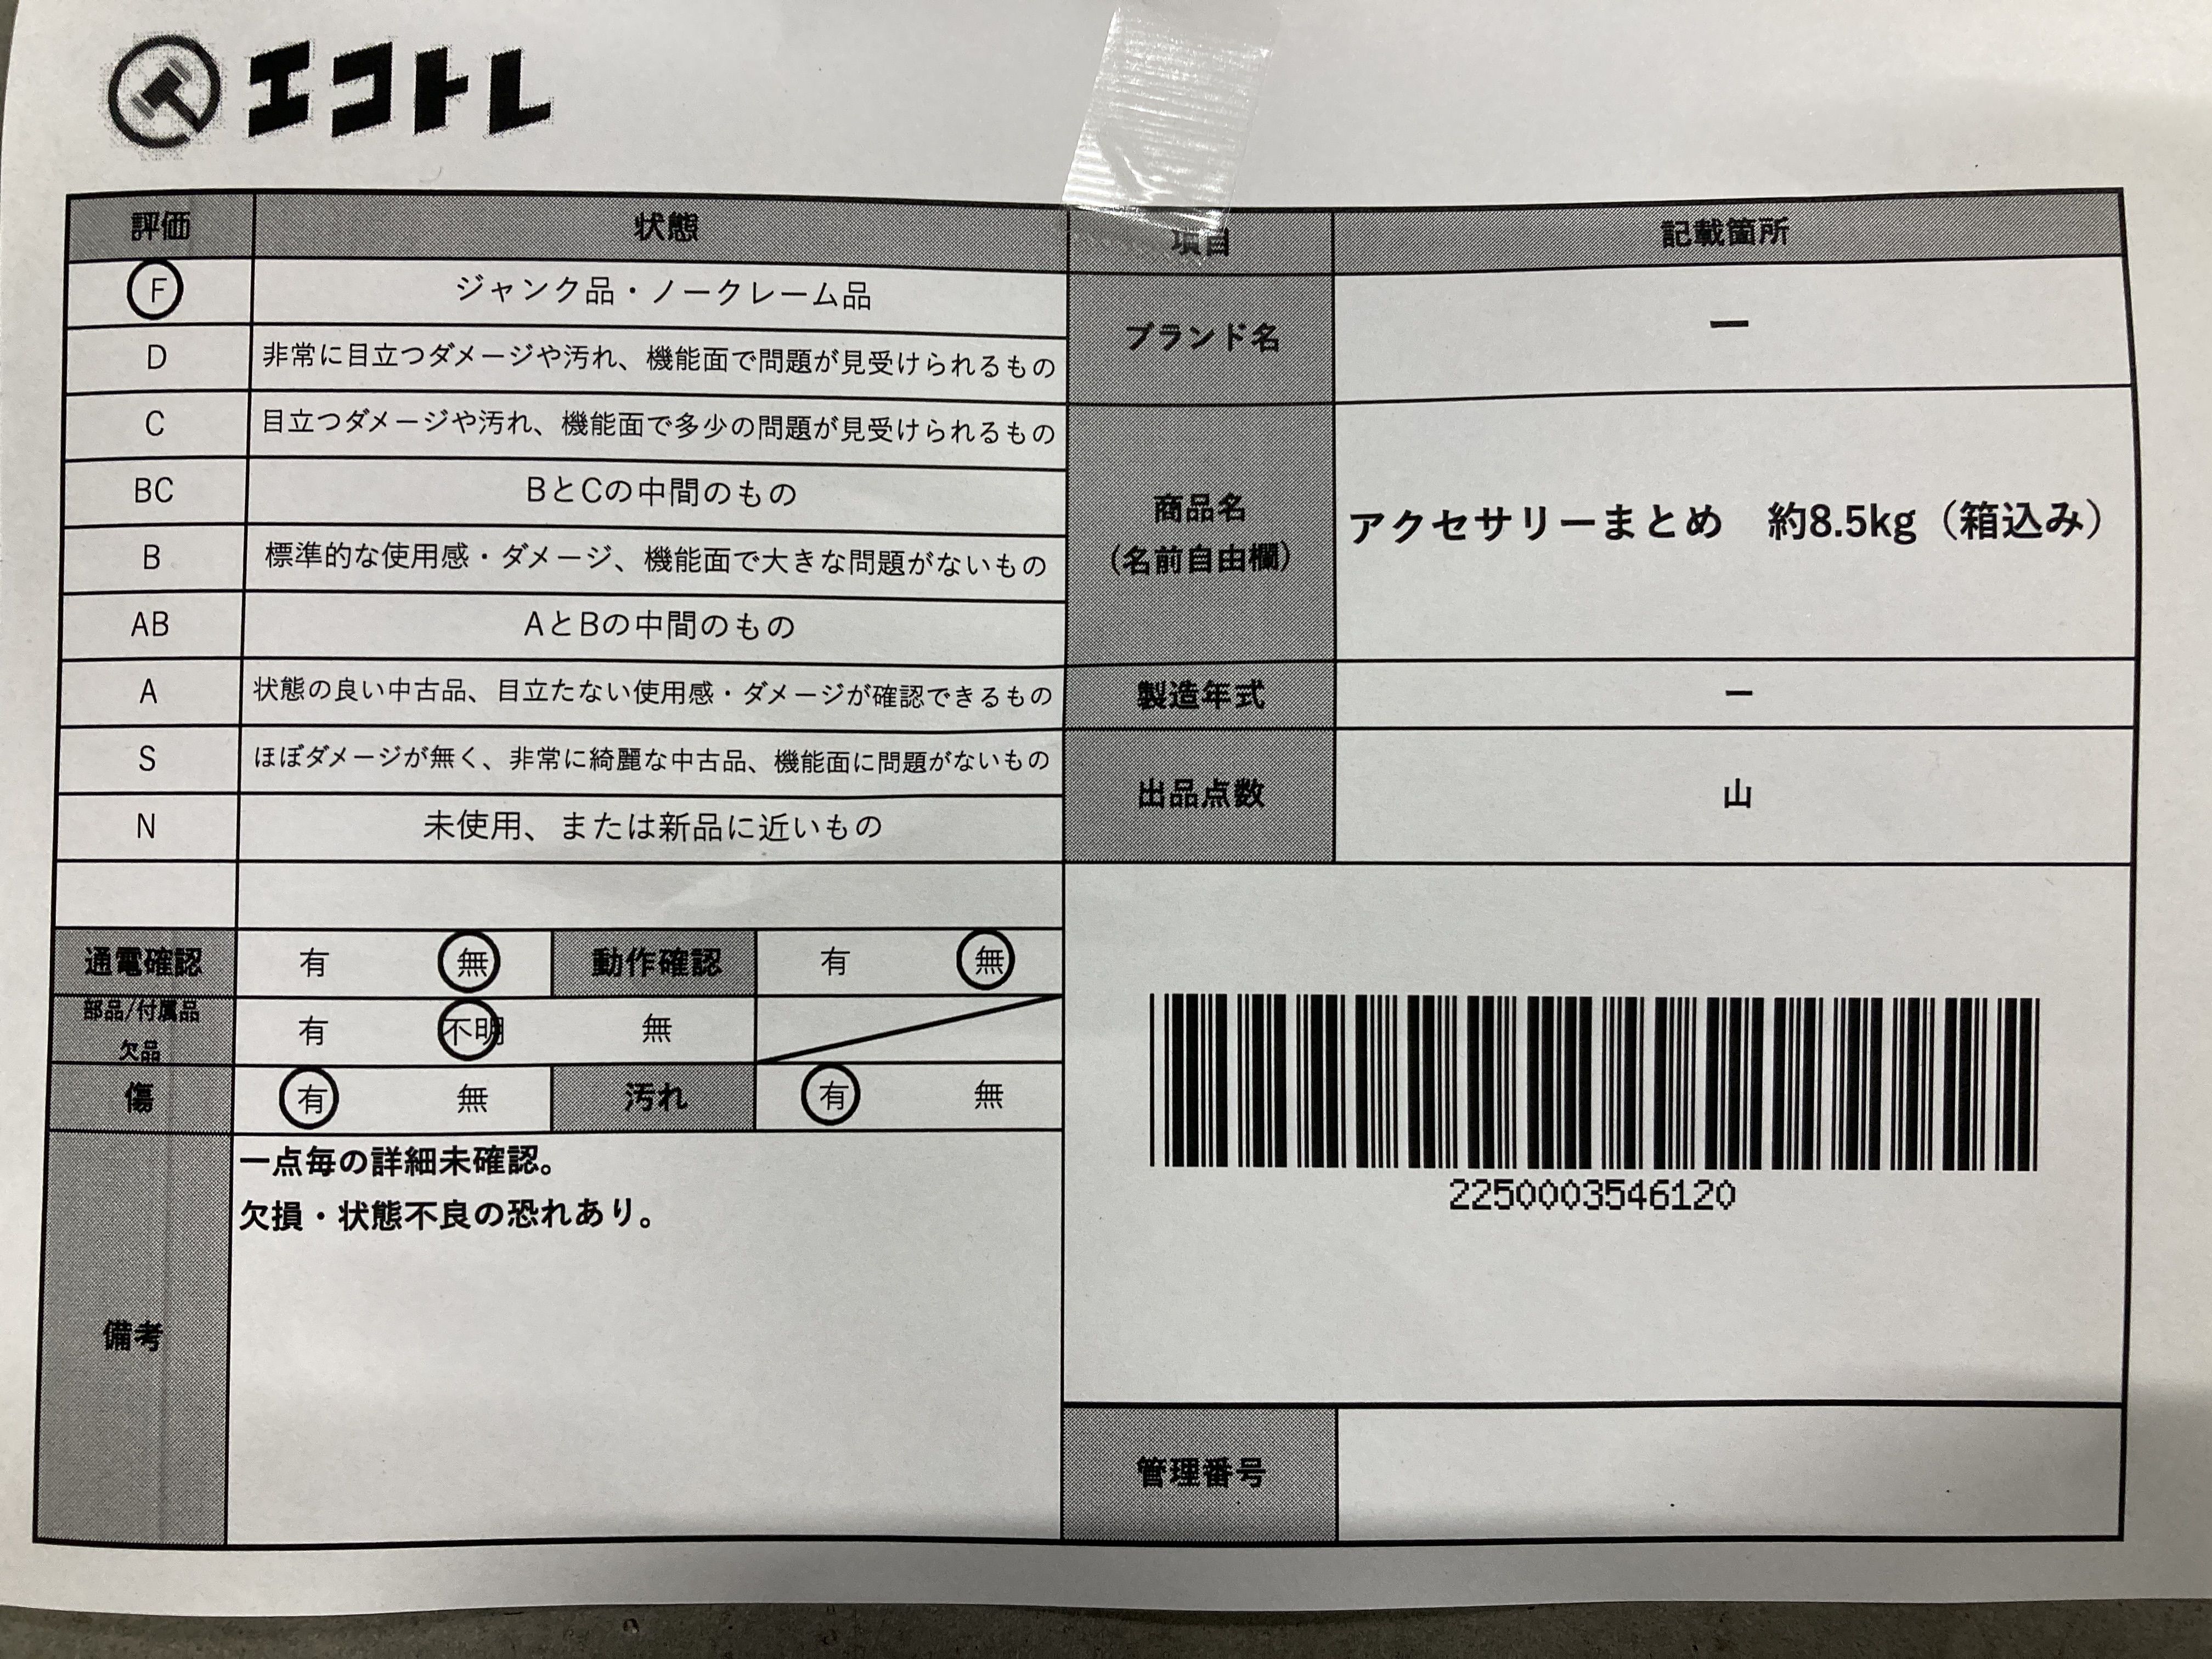 エコトレ
評価 状態 項目 記載箇所
F ジャンク品・ノークレーム品
D 非常に目立つダメージや汚れ、機能面で問題が見受けられるもの
C 目立つダメージや汚れ、機能面で多少の問題が見受けられるもの
BC BとCの中間のもの
B 標準的な使用感・ダメージ、機能面で大きな問題がないもの
AB AとBの中間のもの
A 状態の良い中古品、目立たない使用感・ダメージが確認できるもの
S ほぼダメージが無く、非常に綺麗な中古品、機能面に問題がないもの
N 未使用、または新品に近いもの
ブランド名 ー
商品名
(名前自由欄)
アクセサリーまとめ　約8.5kg（箱込み）
製造年式 ー
出品点数 山
通電確認 有 無 動作確認 有 無
部品/付属品
欠品
有 不明 無
傷 有 無 汚れ 有 無
備考
一点毎の詳細未確認。
欠損・状態不良の恐れあり。
2250003546120
管理番号